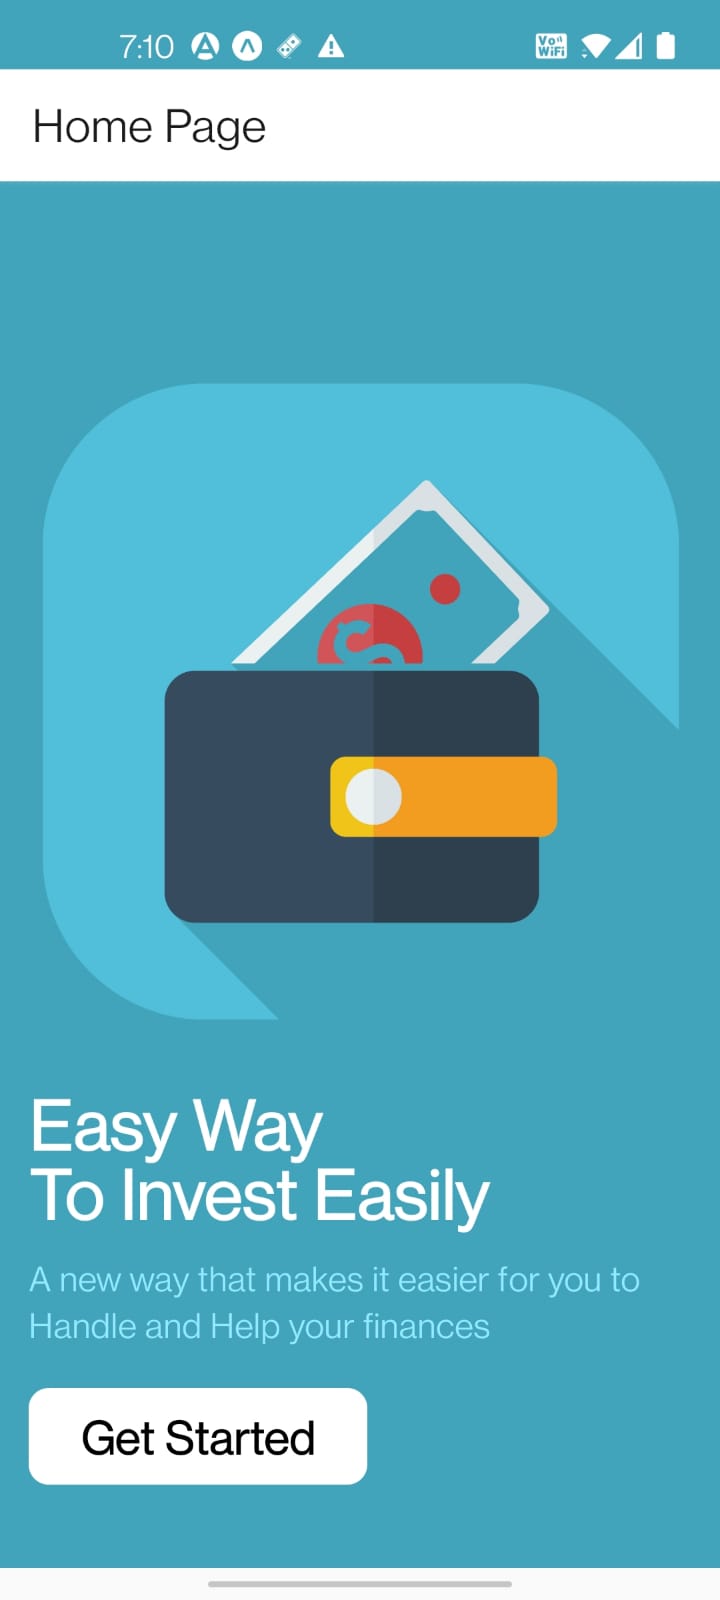 7:10
Vo
WiFi
Home Page
Easy Way
To Invest Easily
A new way that makes it easier for you to
Handle and Help your finances
Get Started